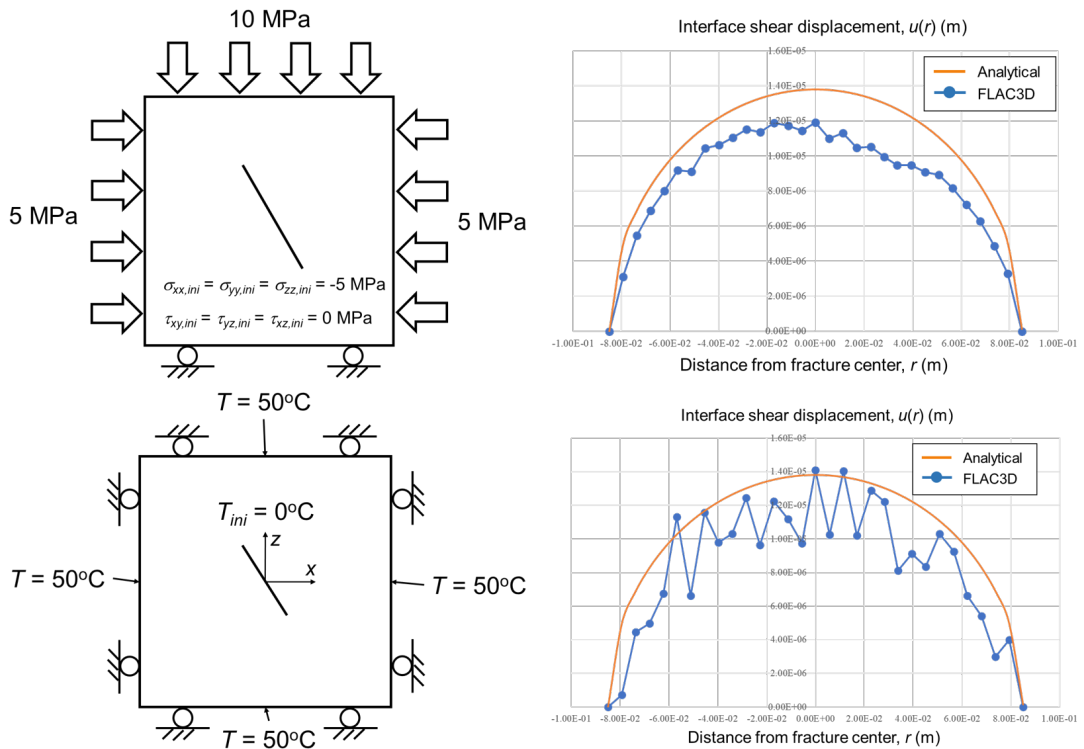 10 MPa
5 MPa
5 MPa
σxx,ini = σyy,ini = σzz,ini = -5 MPa
τxy,ini = τyz,ini = τxz,ini = 0 MPa
Interface shear displacement, u(r) (m)
1.60E-05
1.40E-05
1.20E-05
1.00E-05
8.00E-06
6.00E-06
4.00E-06
2.00E-06
0.00E+00
Analytical
FLAC3D
-1.00E-01 -8.00E-02 -6.00E-02 -4.00E-02 -2.00E-02 0.00E+00 2.00E-02 4.00E-02 6.00E-02 8.00E-02 1.00E-01
Distance from fracture center, r (m)
T = 50°C
Tini = 0°C
z
x
T = 50°C
T = 50°C
T = 50°C
Interface shear displacement, u(r) (m)
1.60E-05
1.40E-05
1.20E-05
1.00E-05
8.00E-06
6.00E-06
4.00E-06
2.00E-06
0.00E+00
Analytical
FLAC3D
-1.00E-01 -8.00E-02 -6.00E-02 -4.00E-02 -2.00E-02 0.00E+00 2.00E-02 4.00E-02 6.00E-02 8.00E-02 1.00E-01
Distance from fracture center, r (m)